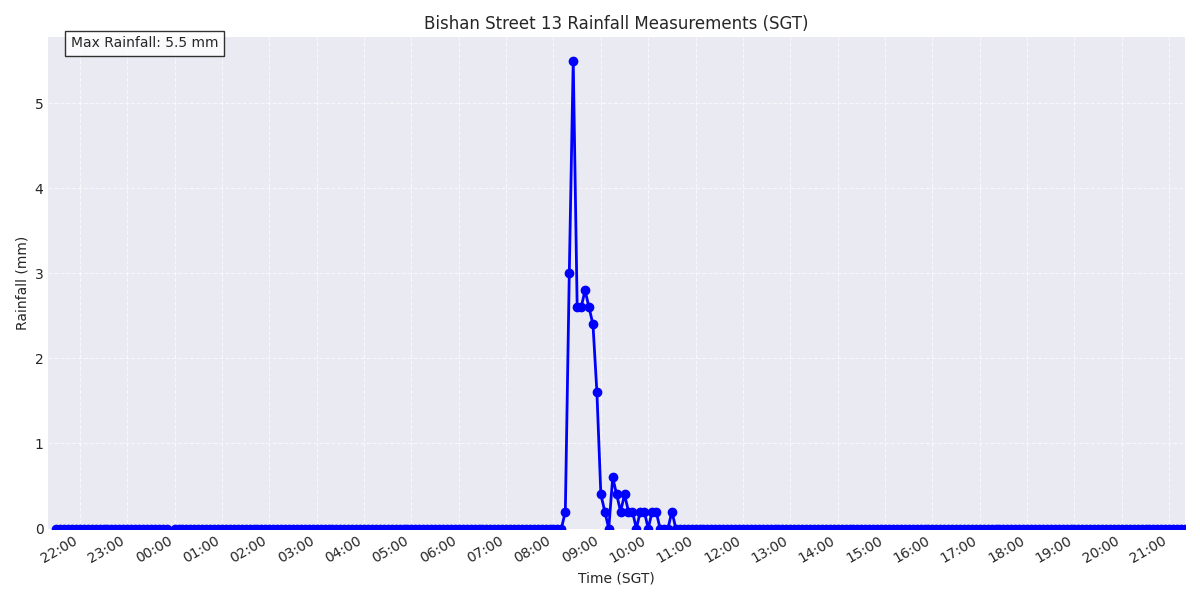 Bishan Street 13 Rainfall Measurements (SGT)
Max Rainfall: 5.5 mm
Rainfall (mm)
5
4
3
2
1
0
22:00 23:00 00:00 01:00 02:00 03:00 04:00 05:00 06:00 07:00 08:00 09:00 10:00 11:00 12:00 13:00 14:00 15:00 16:00 17:00 18:00 19:00 20:00 21:00
Time (SGT)